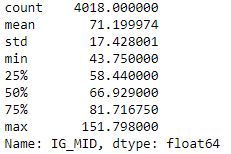 count    4018.000000
mean       71.199974
std        17.428001
min        43.750000
25%        58.440000
50%        66.929000
75%        81.716750
max       151.798000
Name: IG_MID, dtype: float64